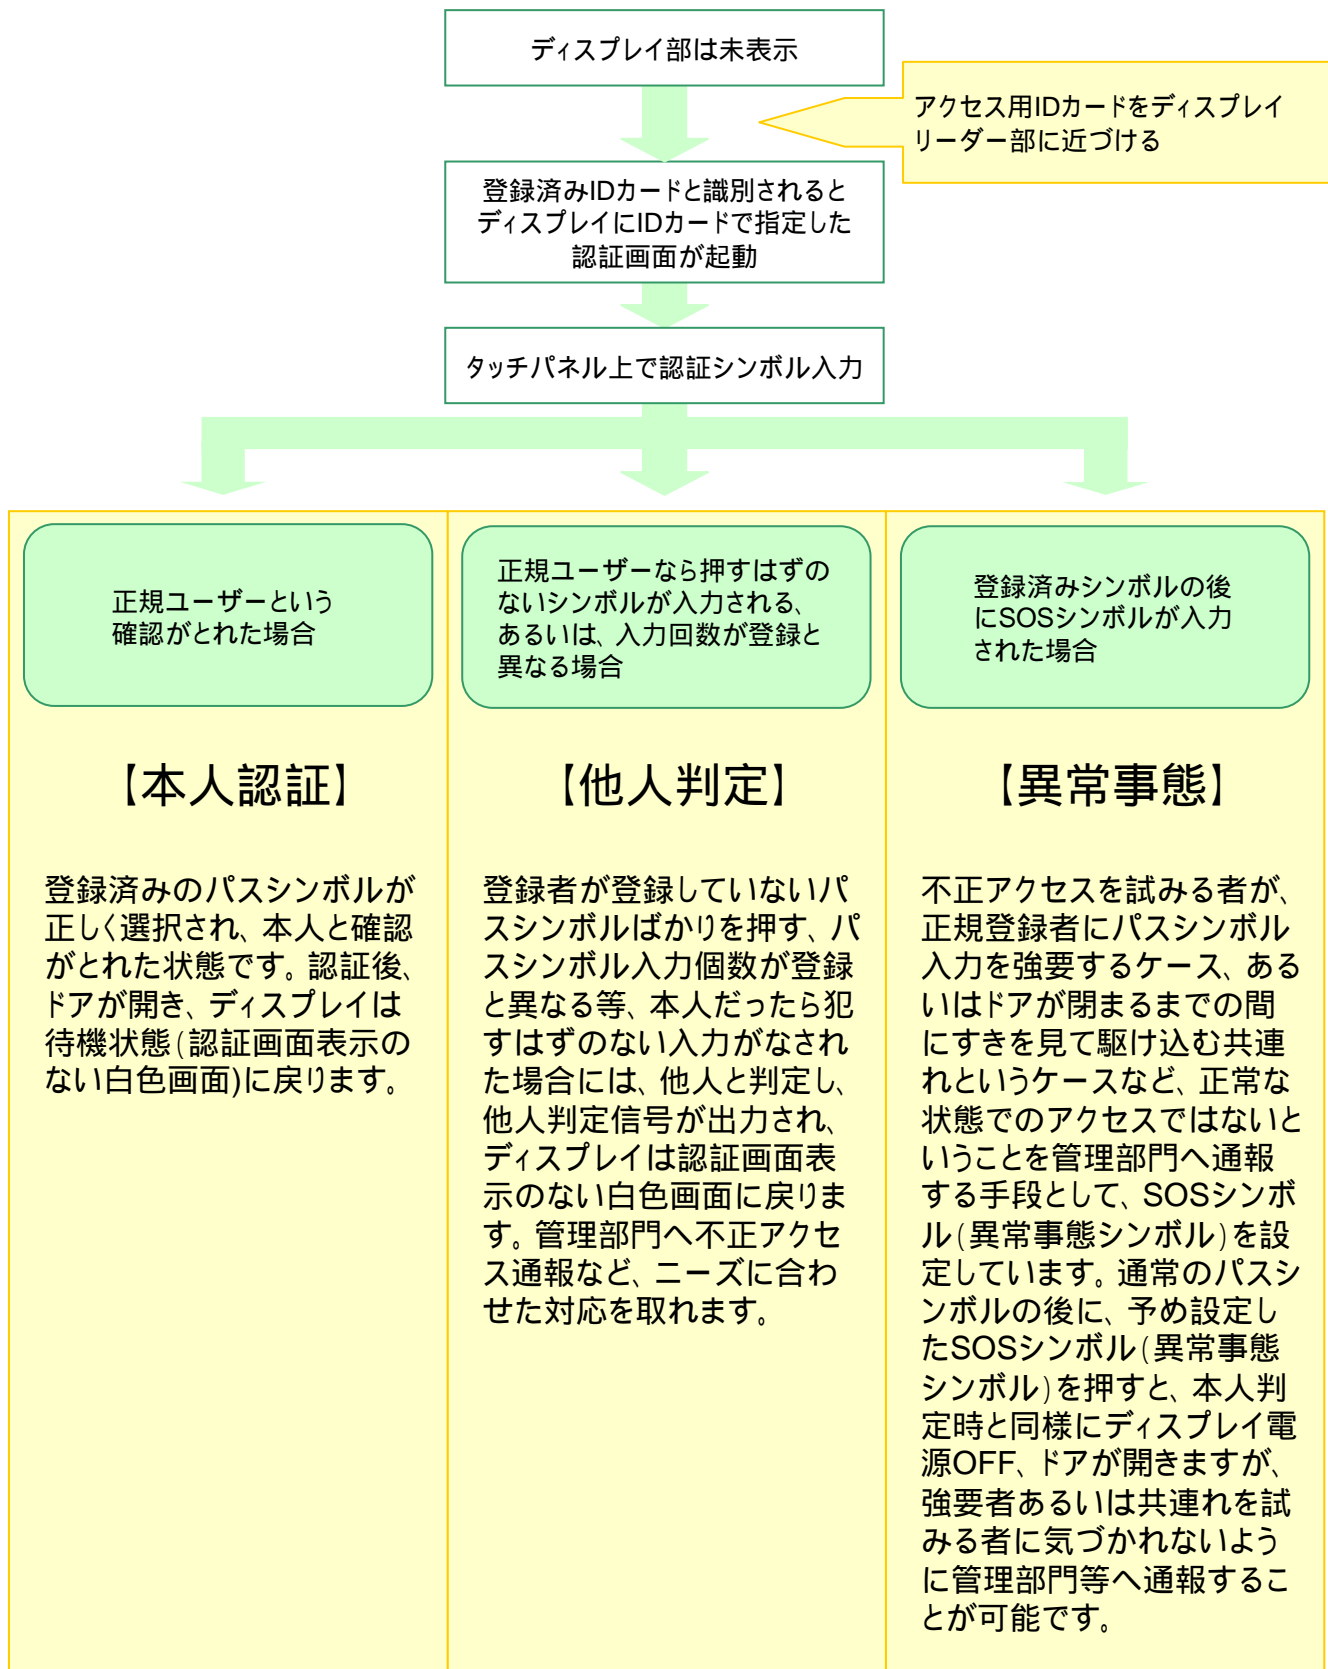 ディスプレイ部は未表示
アクセス用IDカードをディスプレイ
リーダー部に近づける
登録済みIDカードと識別されると
ディスプレイにIDカードで指定した
認証画面が起動
タッチパネル上で認証シンボル入力
正規ユーザーという
確認がとれた場合
【本人認証】
登録済みのパスシンボルが
正しく選択され、本人と確認
がとれた状態です。認証後、
ドアが開き、ディスプレイは
待機状態(認証画面表示の
ない白色画面)に戻ります。
正規ユーザーなら押すはずの
ないシンボルが入力される、
あるいは、入力回数が登録と
異なる場合
【他人判定】
登録者が登録していないパ
スシンボルばかりを押す、パ
スシンボル入力個数が登録
と異なる等、本人だったら犯
すはずのない入力がなされ
た場合には、他人と判定し、
他人判定信号が出力され、
ディスプレイは認証画面表
示のない白色画面に戻りま
す。管理部門へ不正アクセ
ス通報など、ニーズに合わ
せた対応を取れます。
登録済みシンボルの後
にSOSシンボルが入力
された場合
【異常事態】
不正アクセスを試みる者が、
正規登録者にパスシンボル
入力を強要するケース、ある
いはドアが閉まるまでの間
にすきを見て駆け込む共連
れというケースなど、正常な
状態でのアクセスではないと
いうことを管理部門へ通報
する手段として、SOSシンボ
ル(異常事態シンボル)を設
定しています。通常のパスシ
ンボルの後に、予め設定し
たSOSシンボル(異常事態
シンボル)を押すと、本人判
定時と同様にディスプレイ電
源OFF、ドアが開きますが、
強要者あるいは共連れを試
みる者に気づかれないよう
に管理部門等へ通報するこ
とが可能です。